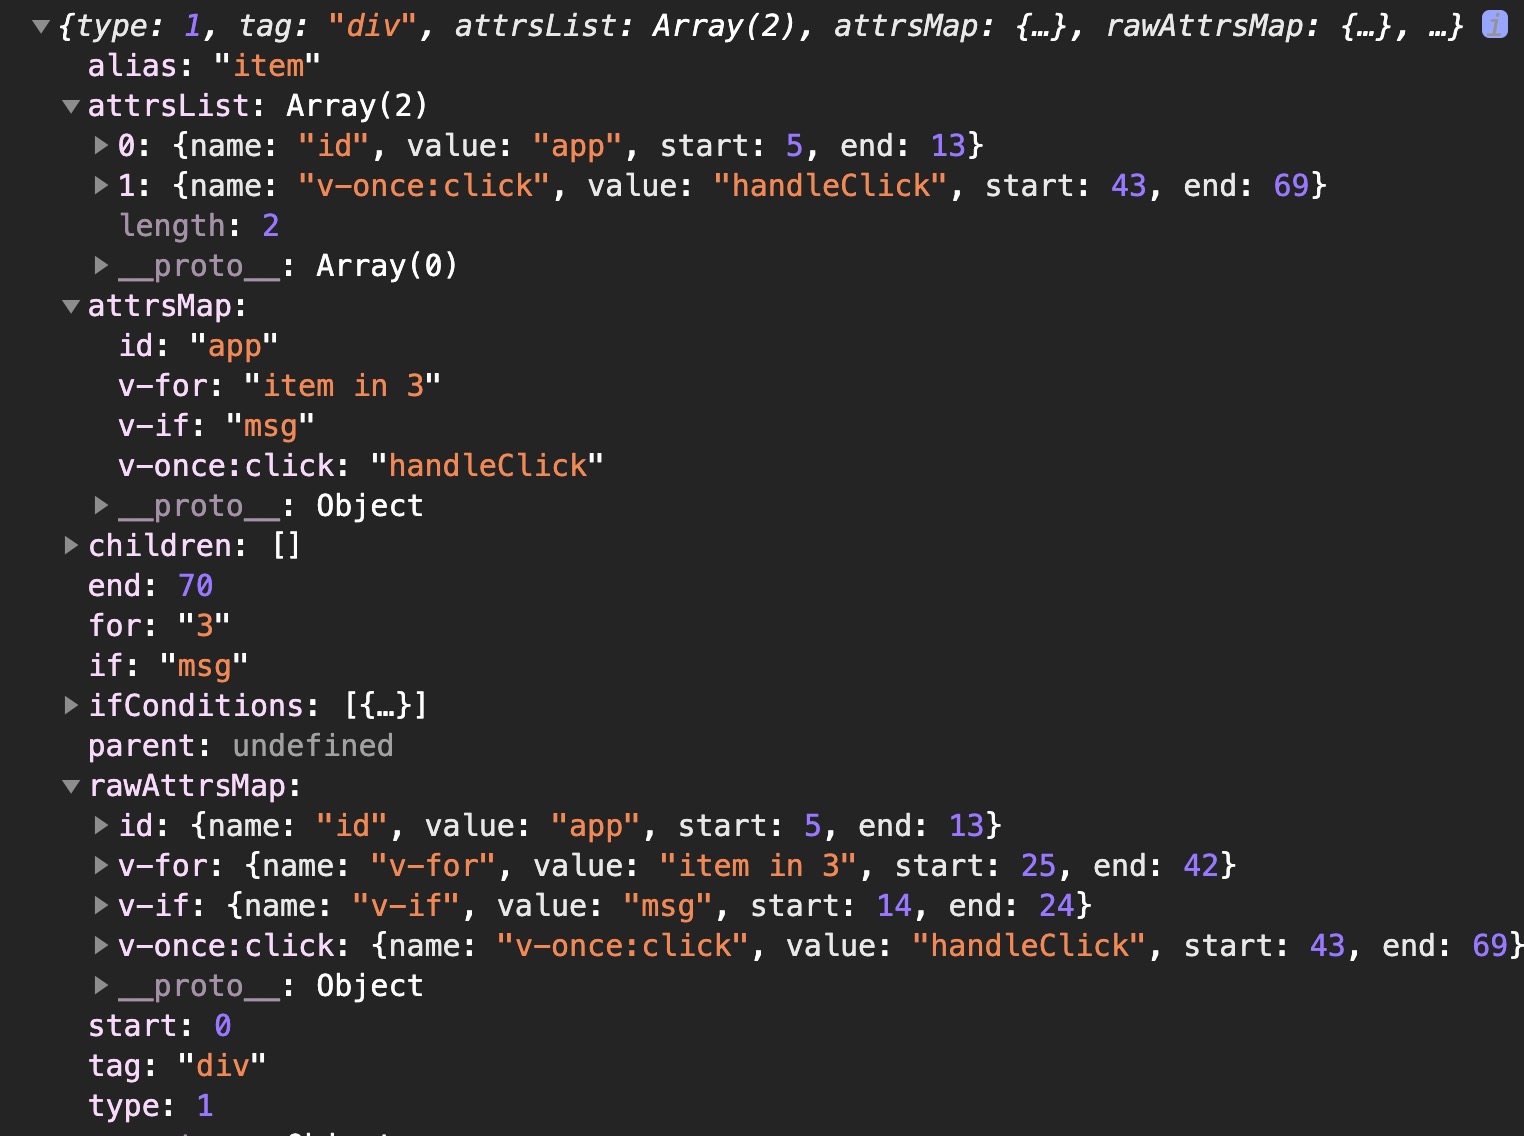 ▼{type: 1, tag: "div", attrsList: Array(2), attrsMap: {…}, rawAttrsMap: {…}, …} i
alias: "item"
▼attrsList: Array(2)
▶0: {name: "id", value: "app", start: 5, end: 13}
▶1: {name: "v-once:click", value: "handleClick", start: 43, end: 69}
length: 2
▶__proto__: Array(0)
▼attrsMap:
id: "app"
v-for: "item in 3"
v-if: "msg"
v-once:click: "handleClick"
▶__proto__: Object
▶children: []
end: 70
for: "3"
if: "msg"
▶ifConditions: [{…}]
parent: undefined
▼rawAttrsMap:
▶id: {name: "id", value: "app", start: 5, end: 13}
▶v-for: {name: "v-for", value: "item in 3", start: 25, end: 42}
▶v-if: {name: "v-if", value: "msg", start: 14, end: 24}
▶v-once:click: {name: "v-once:click", value: "handleClick", start: 43, end: 69}
▶__proto__: Object
start: 0
tag: "div"
type: 1